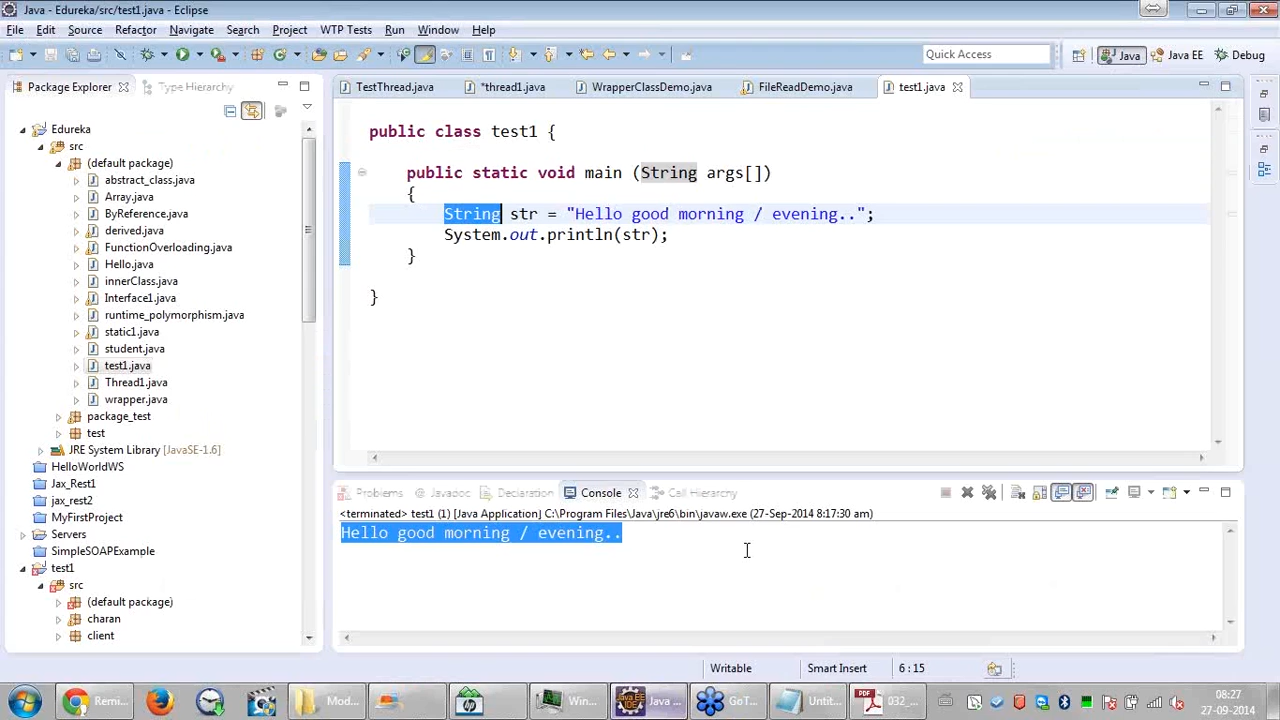 Java - Edureka/src/test1.java - Eclipse
File Edit Source Refactor Navigate Search Project WTP Tests Run Window Help
Quick Access
Java
Java EE
Debug
Package Explorer
Type Hierarchy
Edureka
src
(default package)
abstract_class.java
Array.java
ByReference.java
derived.java
FunctionOverloading.java
Hello.java
innerClass.java
Interface1.java
runtime_polymorphism.java
static1.java
student.java
test1.java
Thread1.java
wrapper.java
package_test
test
JRE System Library [JavaSE-1.6]
HelloWorldWS
Jax_Rest1
jax_rest2
MyFirstProject
Servers
SimpleSOAPExample
test1
src
(default package)
charan
client
TestThread.java
*thread1.java
WrapperClassDemo.java
FileReadDemo.java
test1.java
public class test1 {
public static void main (String args[])
{
String str = "Hello good morning / evening..";
System.out.println(str);
}
}
Problems
Javadoc
Declaration
Console
Call Hierarchy
<terminated> test1 (1) [Java Application] C:\Program Files\Java\jre6\bin\javaw.exe (27-Sep-2014 8:17:30 am)
Hello good morning / evening..
Writable
Smart Insert
6 : 15
Remi...
Mod...
Win...
Java ...
GoT...
Untit...
032_...
08:27
27-09-2014